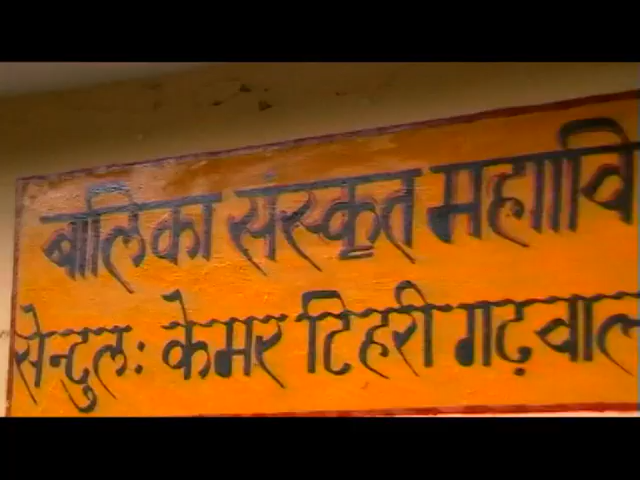 बालिका संस्कृत महावि
सेन्दुल: केमर टिहरी गढ़वाल